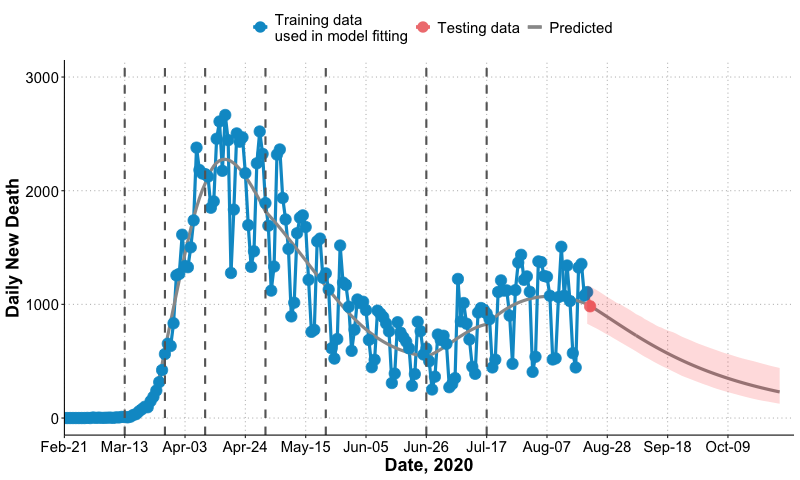 Training data
used in model fitting
Testing data
Predicted
Daily New Death
3000
2000
1000
0
Feb-21 Mar-13 Apr-03 Apr-24 May-15 Jun-05 Jun-26 Jul-17 Aug-07 Aug-28 Sep-18 Oct-09
Date, 2020